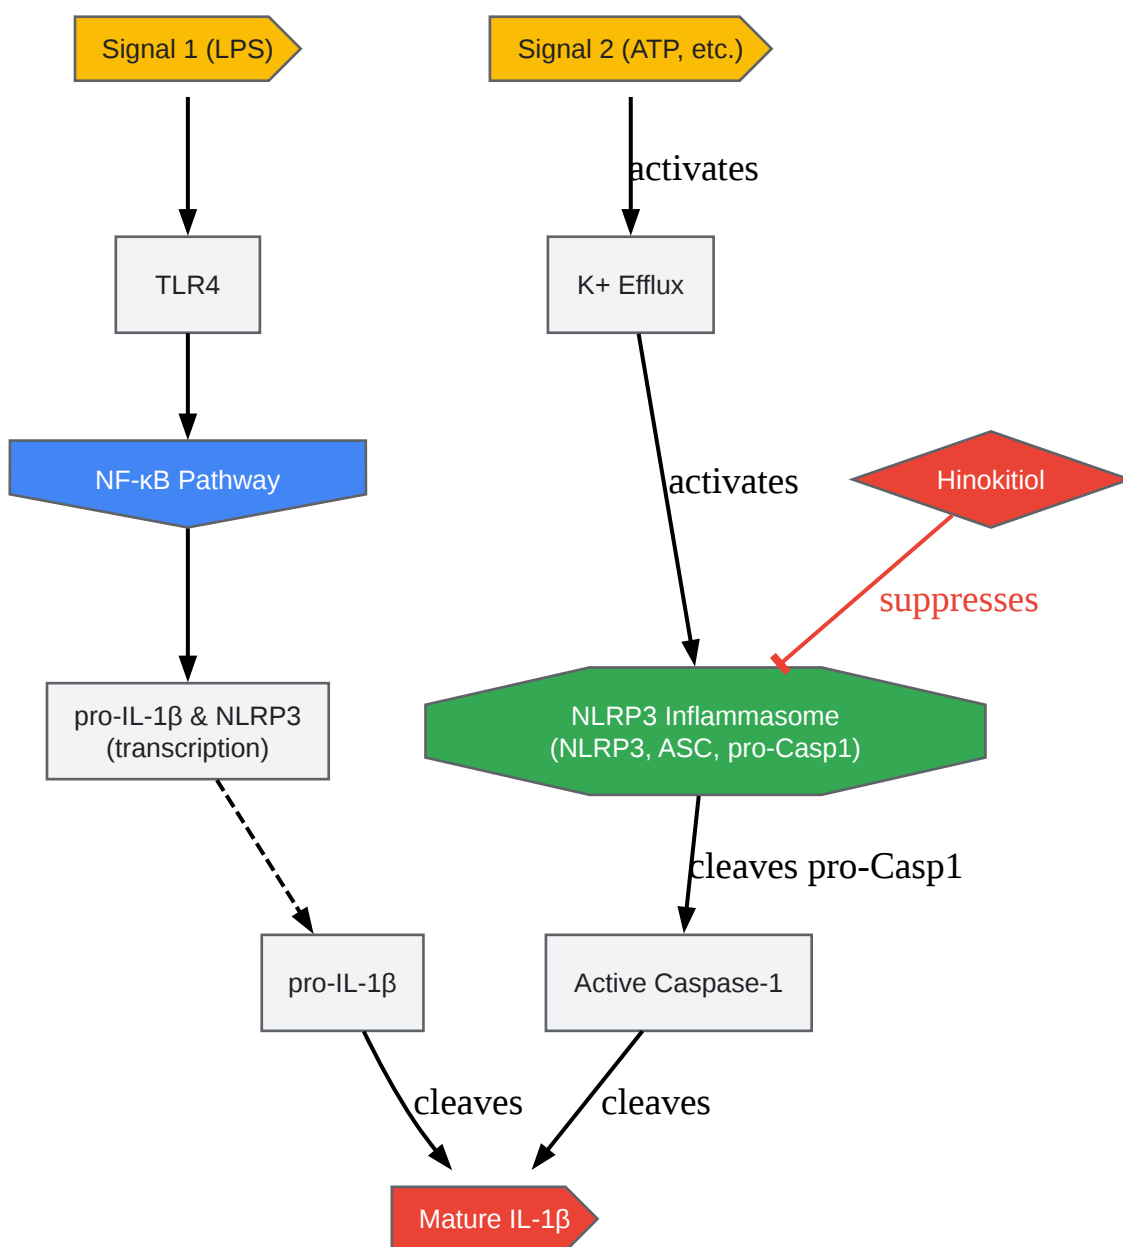 Signal 1 (LPS)
Signal 2 (ATP, etc.)
activates
TLR4
K+ Efflux
NF-κB Pathway
activates
Hinokitiol
suppresses
pro-IL-1β & NLRP3
(transcription)
NLRP3 Inflammasome
(NLRP3, ASC, pro-Casp1)
cleaves pro-Casp1
pro-IL-1β
Active Caspase-1
cleaves
cleaves
Mature IL-1β